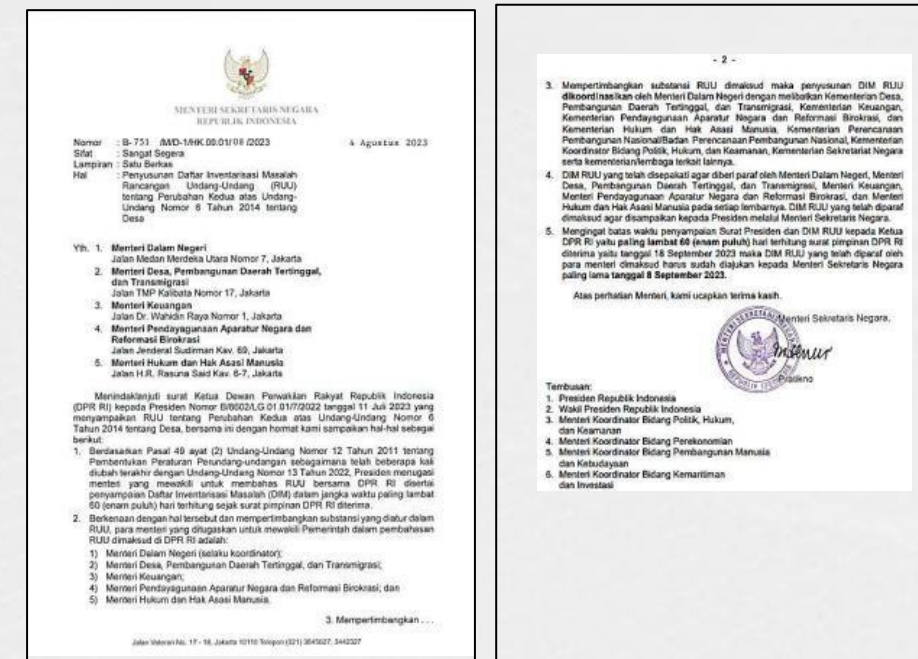 MENTERI SEKRETARIS NEGARA
REPUBLIK INDONESIA
Nomor : B-751 /M/D-1/HK.00.01/08/2023
4 Agustus 2023
Sifat : Sangat Segera
Lampiran : Satu Berkas
Hal : Penyusunan Daftar Inventarisasi Masalah
Rancangan Undang-Undang (RUU)
tentang Perubahan Kedua atas Undang-
Undang Nomor 6 Tahun 2014 tentang
Desa
Yth. 1. Menteri Dalam Negeri
Jalan Medan Merdeka Utara Nomor 7, Jakarta
2. Menteri Desa, Pembangunan Daerah Tertinggal,
dan Transmigrasi
Jalan TMP Kalibata Nomor 17, Jakarta
3. Menteri Keuangan
Jalan Dr. Wahidin Raya Nomor 1, Jakarta
4. Menteri Pendayagunaan Aparatur Negara dan
Reformasi Birokrasi
Jalan Jenderal Sudirman Kav. 69, Jakarta
5. Menteri Hukum dan Hak Asasi Manusia
Jalan H.R. Rasuna Said Kav. 6-7, Jakarta
Menindaklanjuti surat Ketua Dewan Perwakilan Rakyat Republik Indonesia
(DPR RI) kepada Presiden Nomor B/8602/LG.01.01/7/2022 tanggal 11 Juli 2023 yang
menyampaikan RUU tentang Perubahan Kedua atas Undang-Undang Nomor 6
Tahun 2014 tentang Desa, bersama ini dengan hormat kami sampaikan hal-hal sebagai
berikut:
1. Berdasarkan Pasal 49 ayat (2) Undang-Undang Nomor 12 Tahun 2011 tentang
Pembentukan Peraturan Perundang-undangan sebagaimana telah beberapa kali
diubah terakhir dengan Undang-Undang Nomor 13 Tahun 2022, Presiden menugasi
menteri yang mewakili untuk membahas RUU bersama DPR RI disertai
penyampaian Daftar Inventarisasi Masalah (DIM) dalam jangka waktu paling lambat
60 (enam puluh) hari terhitung sejak surat pimpinan DPR RI diterima.
2. Berkenaan dengan hal tersebut dan mempertimbangkan substansi yang diatur dalam
RUU, para menteri yang ditugaskan untuk mewakili Pemerintah dalam pembahasan
RUU dimaksud di DPR RI adalah:
1) Menteri Dalam Negeri (selaku koordinator);
2) Menteri Desa, Pembangunan Daerah Tertinggal, dan Transmigrasi;
3) Menteri Keuangan;
4) Menteri Pendayagunaan Aparatur Negara dan Reformasi Birokrasi; dan
5) Menteri Hukum dan Hak Asasi Manusia.
3. Mempertimbangkan . . .
Jalan Veteran No. 17 - 18, Jakarta 10110 Telepon (021) 3845627, 3442327
- 2 -
3. Mempertimbangkan substansi RUU dimaksud maka penyusunan DIM RUU
dikoordinasikan oleh Menteri Dalam Negeri dengan melibatkan Kementerian Desa,
Pembangunan Daerah Tertinggal, dan Transmigrasi, Kementerian Keuangan,
Kementerian Pendayagunaan Aparatur Negara dan Reformasi Birokrasi, dan
Kementerian Hukum dan Hak Asasi Manusia, Kementerian Perencanaan
Pembangunan Nasional/Badan Perencanaan Pembangunan Nasional, Kementerian
Koordinator Bidang Politik, Hukum, dan Keamanan, Kementerian Sekretariat Negara
serta kementerian/lembaga terkait lainnya.
4. DIM RUU yang telah disepakati agar diberi paraf oleh Menteri Dalam Negeri, Menteri
Desa, Pembangunan Daerah Tertinggal, dan Transmigrasi, Menteri Keuangan,
Menteri Pendayagunaan Aparatur Negara dan Reformasi Birokrasi, dan Menteri
Hukum dan Hak Asasi Manusia pada setiap lembarnya. DIM RUU yang telah diparaf
dimaksud agar disampaikan kepada Presiden melalui Menteri Sekretaris Negara.
5. Mengingat batas waktu penyampaian Surat Presiden dan DIM RUU kepada Ketua
DPR RI yaitu paling lambat 60 (enam puluh) hari terhitung surat pimpinan DPR RI
diterima yaitu tanggal 18 September 2023 maka DIM RUU yang telah diparaf oleh
para menteri dimaksud harus sudah diajukan kepada Menteri Sekretaris Negara
paling lama tanggal 8 September 2023.
Atas perhatian Menteri, kami ucapkan terima kasih.
Menteri Sekretaris Negara,
Pratikno
Tembusan:
1. Presiden Republik Indonesia
2. Wakil Presiden Republik Indonesia
3. Menteri Koordinator Bidang Politik, Hukum,
dan Keamanan
4. Menteri Koordinator Bidang Perekonomian
5. Menteri Koordinator Bidang Pembangunan Manusia
dan Kebudayaan
6. Menteri Koordinator Bidang Kemaritiman
dan Investasi